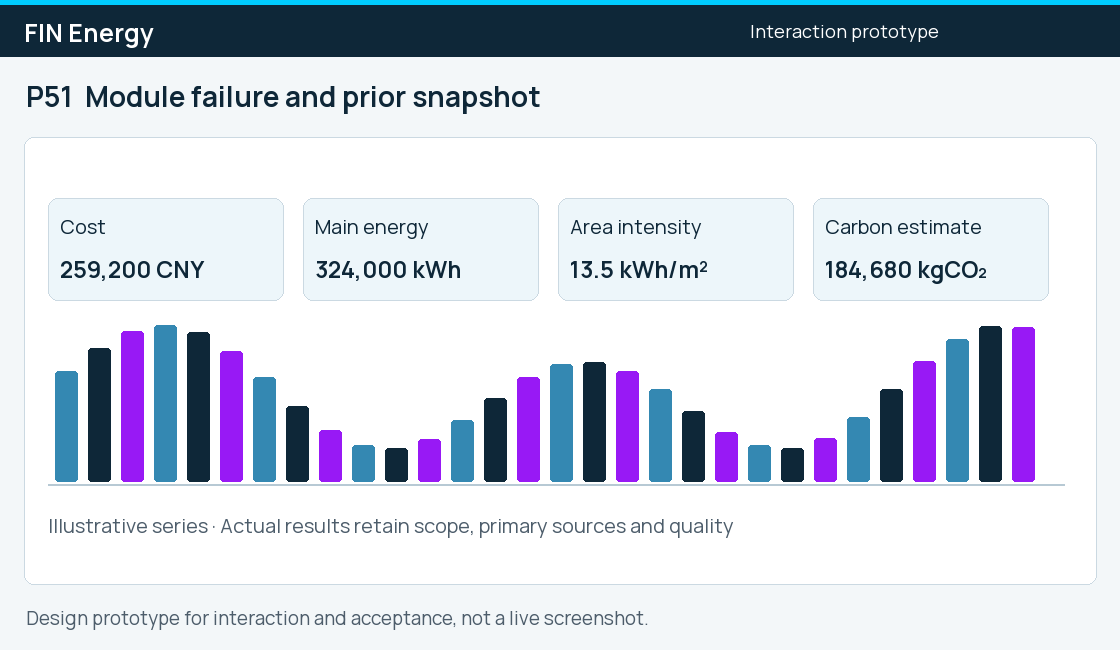 FIN Energy
Interaction prototype
P51 Module failure and prior snapshot
Cost
259,200 CNY
Main energy
324,000 kWh
Area intensity
13.5 kWh/m²
Carbon estimate
184,680 kgCO₂
Illustrative series · Actual results retain scope, primary sources and quality
Design prototype for interaction and acceptance, not a live screenshot.